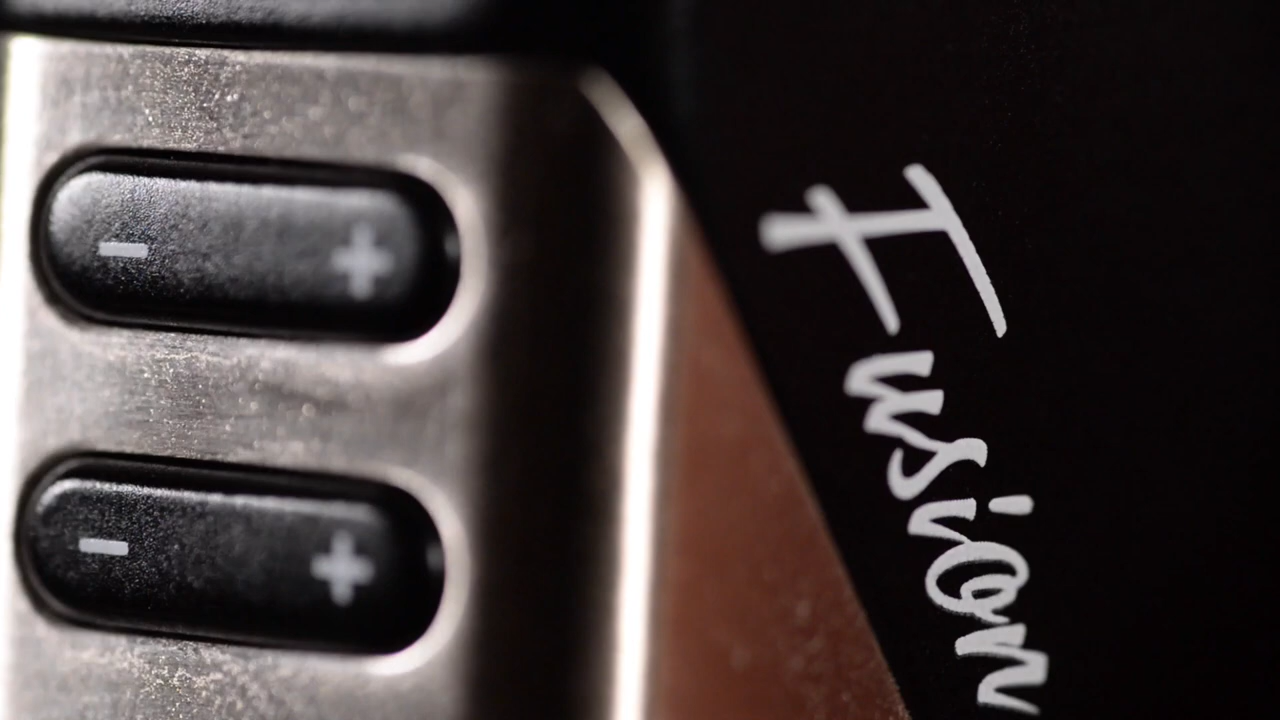 - +
- +
Fusion